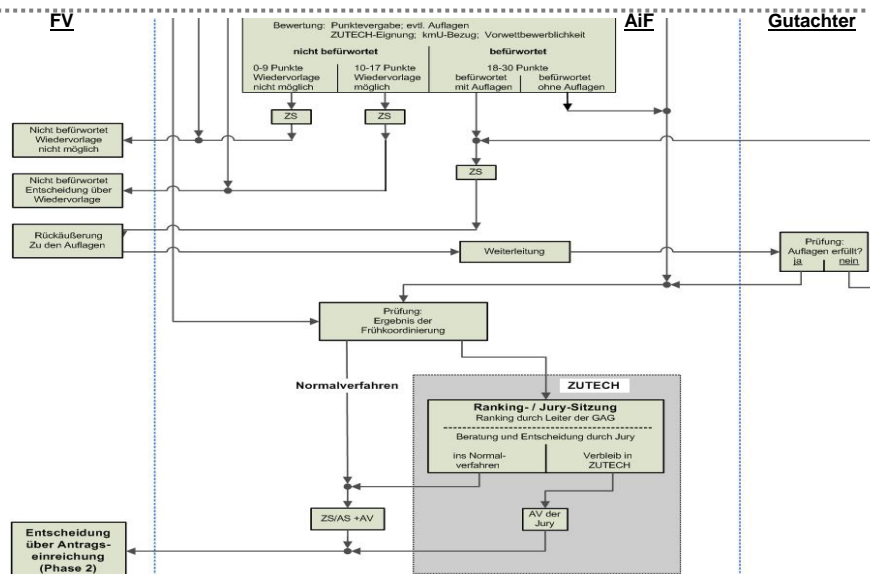 FV
AiF
Gutachter
Bewertung: Punktevergabe; evtl. Auflagen
ZUTECH-Eignung; kmU-Bezug; Vorwettbewerblichkeit
nicht befürwortet
befürwortet
0-9 Punkte
Wiedervorlage
nicht möglich
10-17 Punkte
Wiedervorlage
möglich
18-30 Punkte
befürwortet
mit Auflagen
befürwortet
ohne Auflagen
ZS
ZS
Nicht befürwortet
Wiedervorlage
nicht möglich
ZS
Nicht befürwortet
Entscheidung über
Wiedervorlage
Rückäußerung
Zu den Auflagen
Weiterleitung
Prüfung:
Auflagen erfüllt?
ja
nein
Prüfung:
Ergebnis der
Frühkoordinierung
Normalverfahren
ZUTECH
Ranking- / Jury-Sitzung
Ranking durch Leiter der GAG
Beratung und Entscheidung durch Jury
ins Normal-
verfahren
Verbleib in
ZUTECH
ZS/AS +AV
AV der
Jury
Entscheidung
über Antrags-
einreichung
(Phase 2)